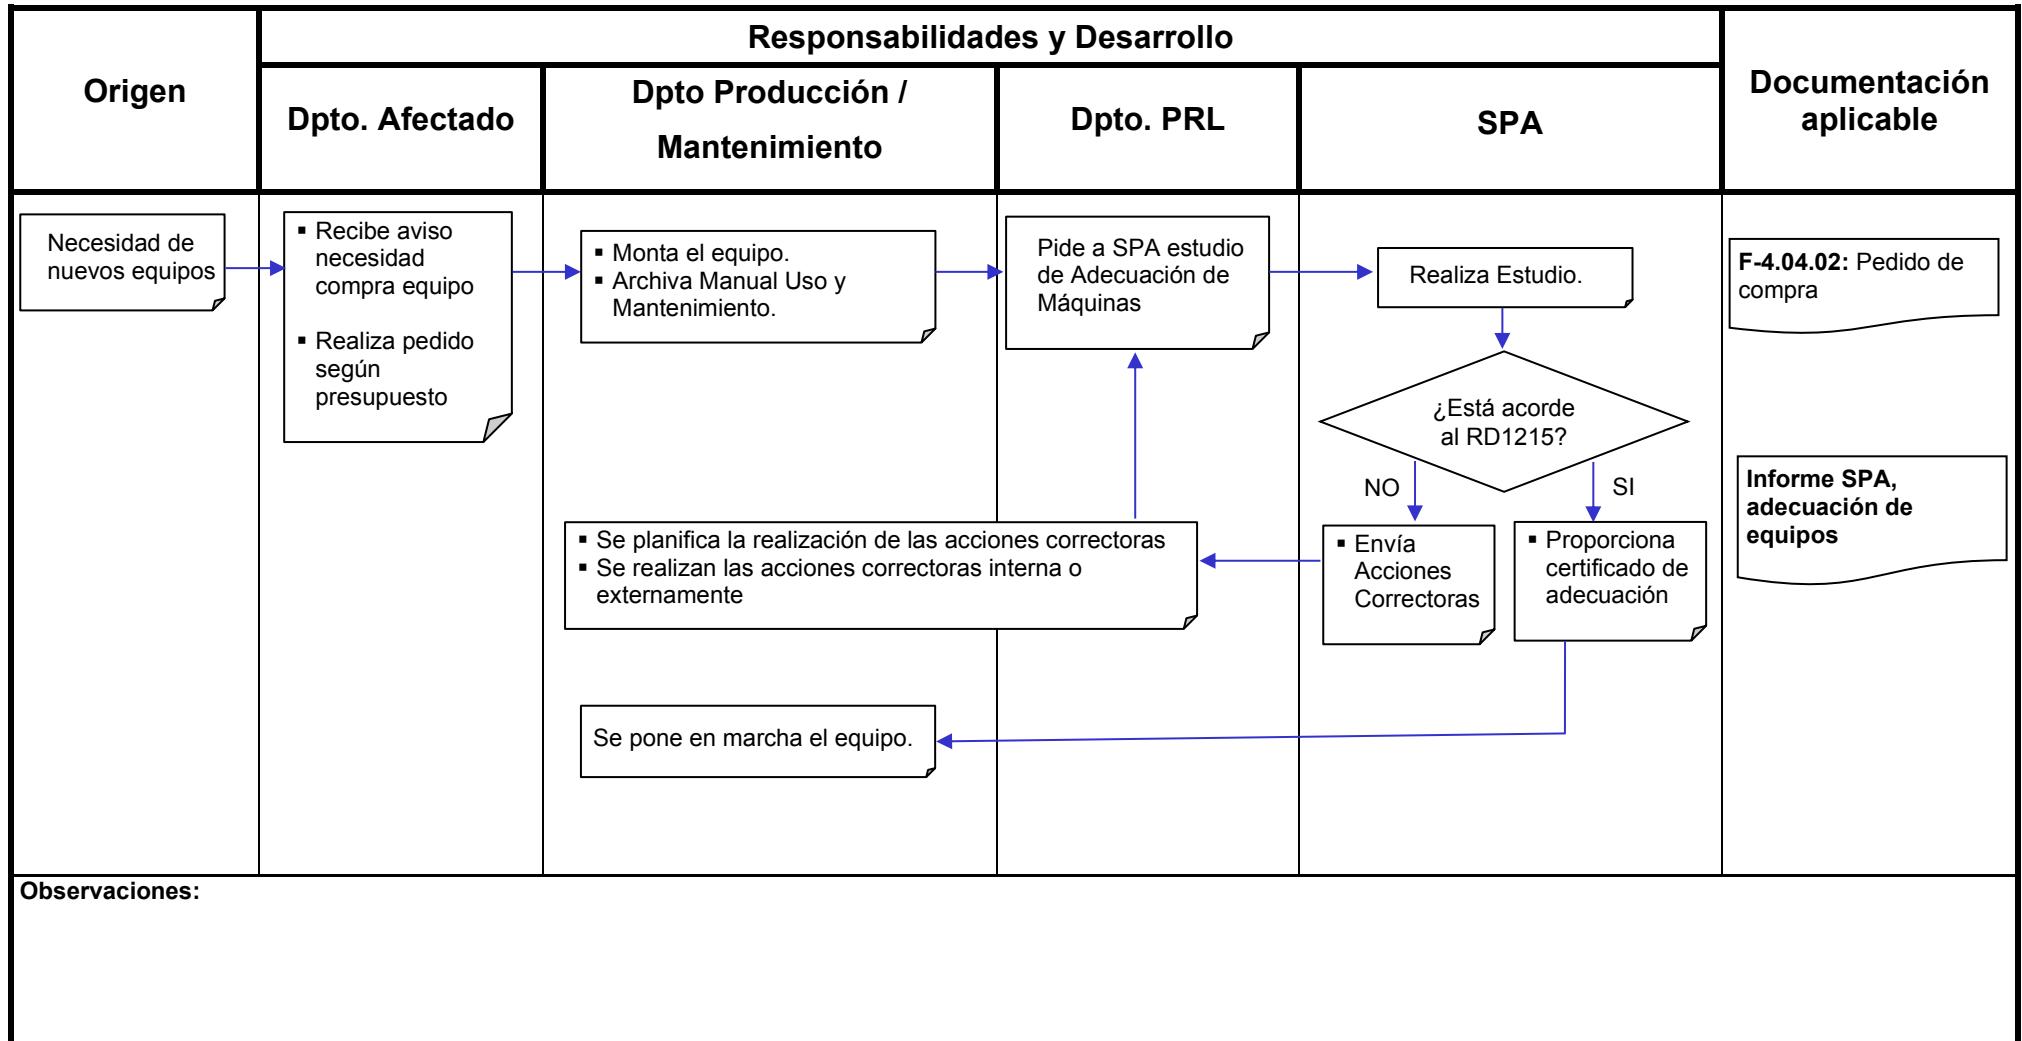 Origen
Responsabilidades y Desarrollo
Documentación
aplicable
Dpto. Afectado
Dpto Producción /
Mantenimiento
Dpto. PRL
SPA
Necesidad de
nuevos equipos
▪ Recibe aviso
necesidad
compra equipo
▪ Realiza pedido
según
presupuesto
▪ Monta el equipo.
▪ Archiva Manual Uso y
Mantenimiento.
Pide a SPA estudio
de Adecuación de
Máquinas
Realiza Estudio.
¿Está acorde
al RD1215?
NO
SI
▪ Envía
Acciones
Correctoras
▪ Proporciona
certificado de
adecuación
▪ Se planifica la realización de las acciones correctoras
▪ Se realizan las acciones correctoras interna o
externamente
Se pone en marcha el equipo.
F-4.04.02: Pedido de
compra
Informe SPA,
adecuación de
equipos
Observaciones: